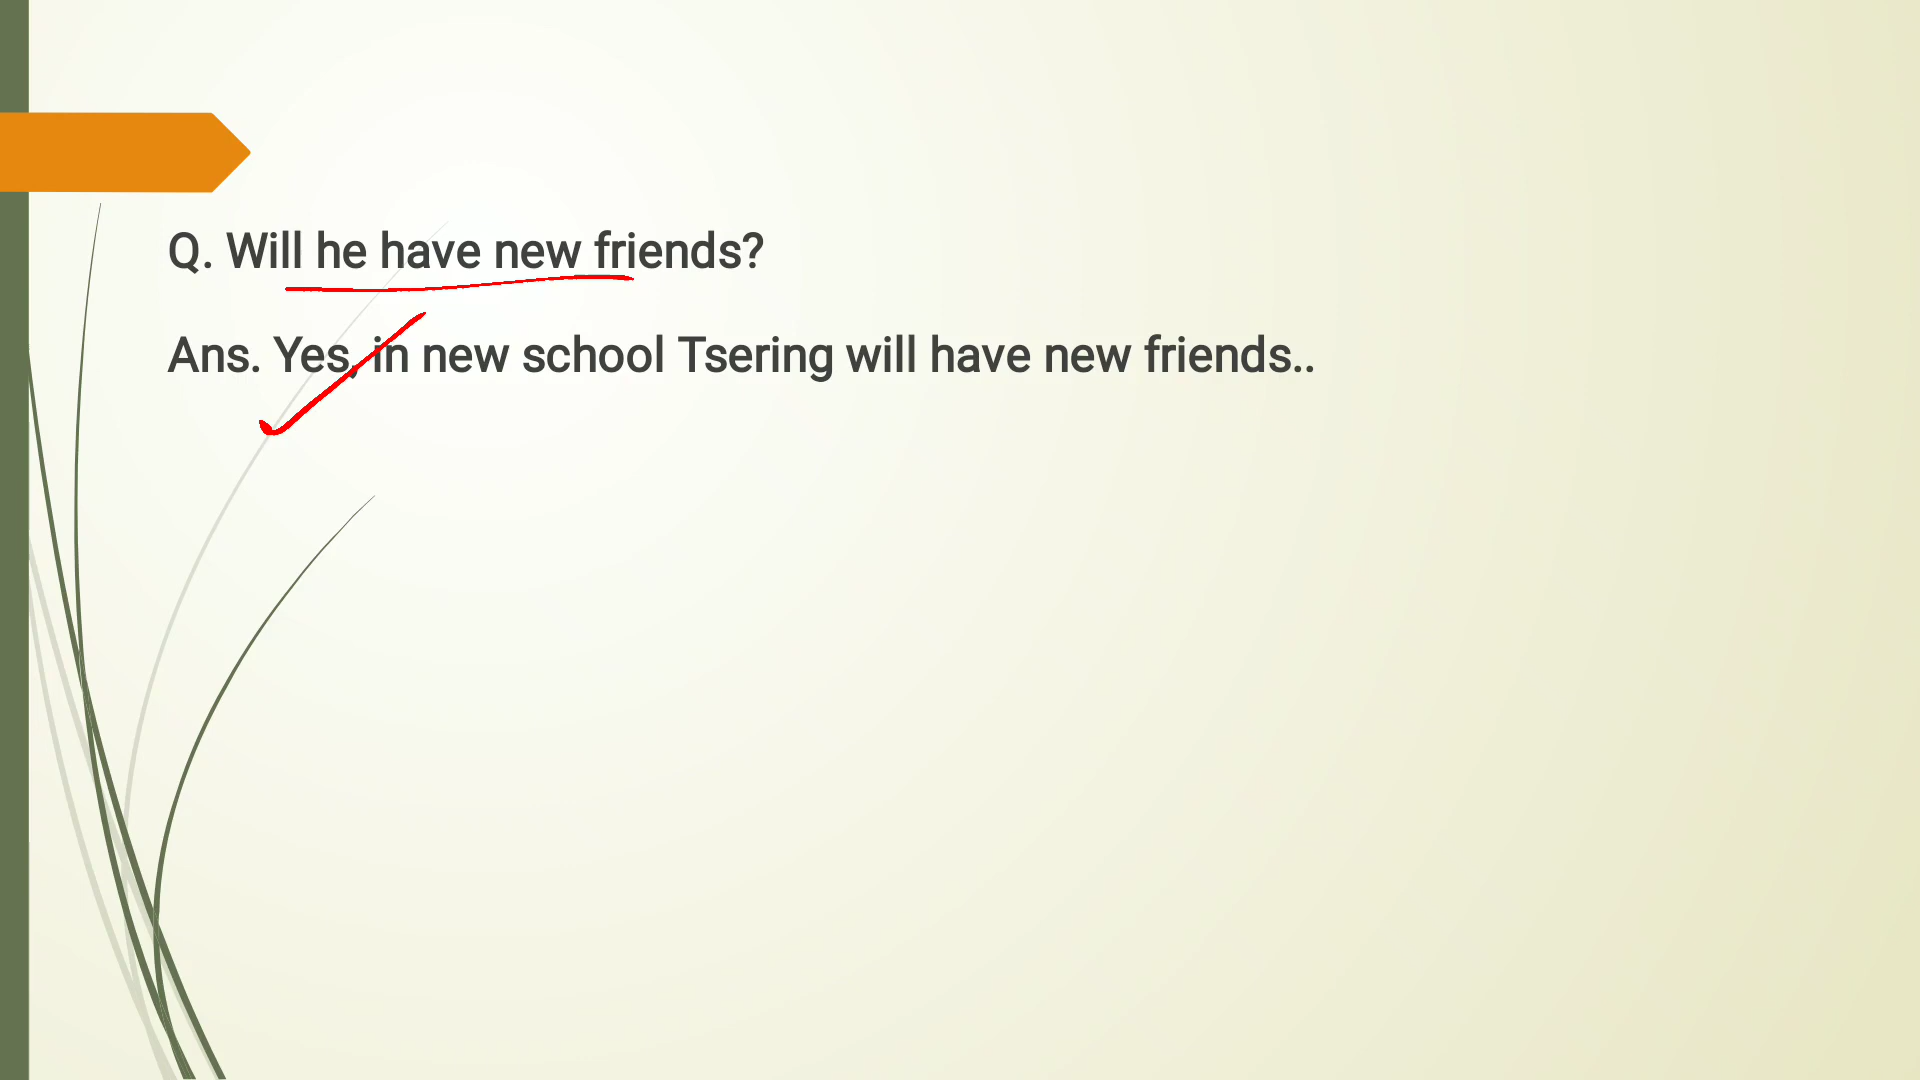 Q. Will he have new friends?
Ans. Yes, in new school Tsering will have new friends..